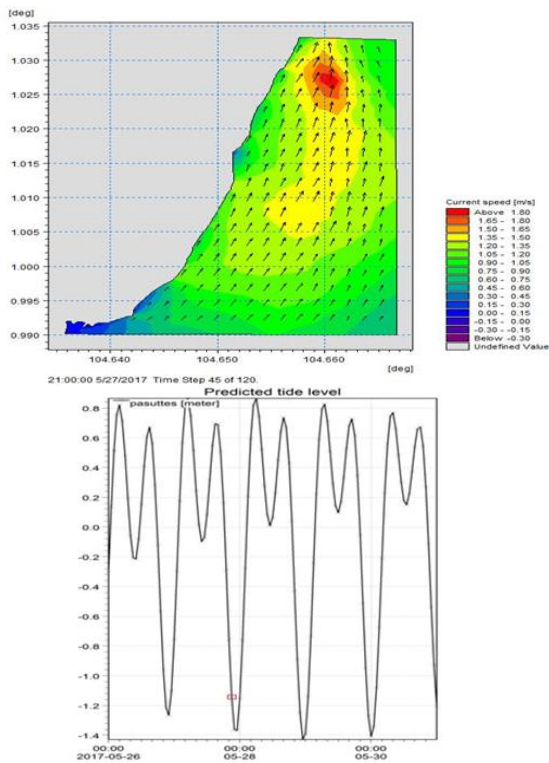 [deg]
1.035
1.030
1.025
1.020
1.015
1.010
1.005
1.000
0.995
0.990
104.640 104.650 104.660
[deg]
Current speed [m/s]
Above 1.80
1.65 - 1.80
1.50 - 1.65
1.35 - 1.50
1.20 - 1.35
1.05 - 1.20
0.90 - 1.05
0.75 - 0.90
0.60 - 0.75
0.45 - 0.60
0.30 - 0.45
0.15 - 0.30
0.00 - 0.15
-0.15 - 0.00
-0.30 - -0.15
Below -0.30
Undefined Value
21:00:00 5/27/2017 Time Step 45 of 120.
Predicted tide level
pasuttes [meter]
0.8
0.6
0.4
0.2
0.0
-0.2
-0.4
-0.6
-0.8
-1.0
-1.2
-1.4
00:00 00:00 00:00
2017-05-26 05-28 05-30